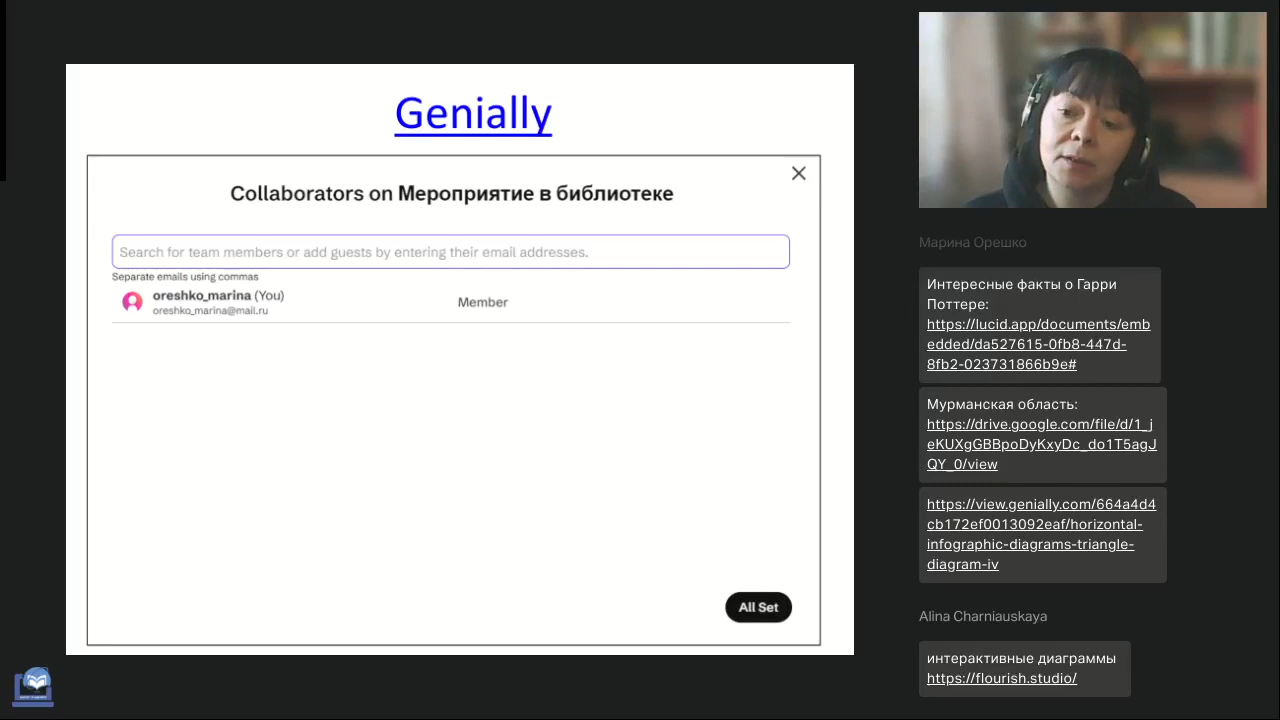 Genially
Collaborators on Мероприятие в библиотеке
Search for team members or add guests by entering their email addresses.
Separate emails using commas
oreshko_marina (You)
Member
oreshko_marina@mail.ru
All Set
Марина Орешко
Интересные факты о Гарри
Поттере:
https://lucid.app/documents/emb
edded/da527615-0fb8-447d-
8fb2-023731866b9e#
Мурманская область:
https://drive.google.com/file/d/1_j
eKUXgGBBpoDyKxyDc_do1T5agJ
QY_0/view
https://view.genially.com/664a4d4
cb172ef0013092eaf/horizontal-
infographic-diagrams-triangle-
diagram-iv
Alina Charniauskaya
интерактивные диаграммы
https://flourish.studio/